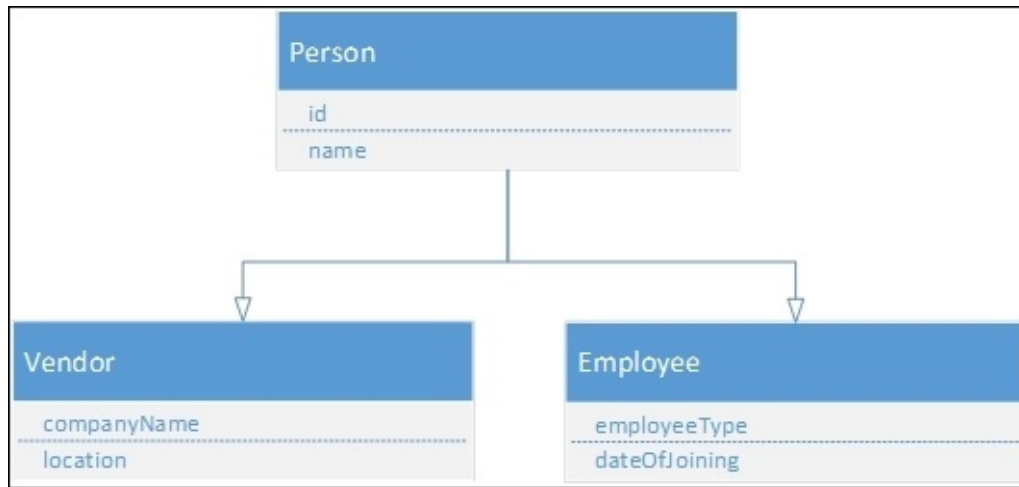 Person
id
name
Vendor
companyName
location
Employee
employeeType
dateOfJoining